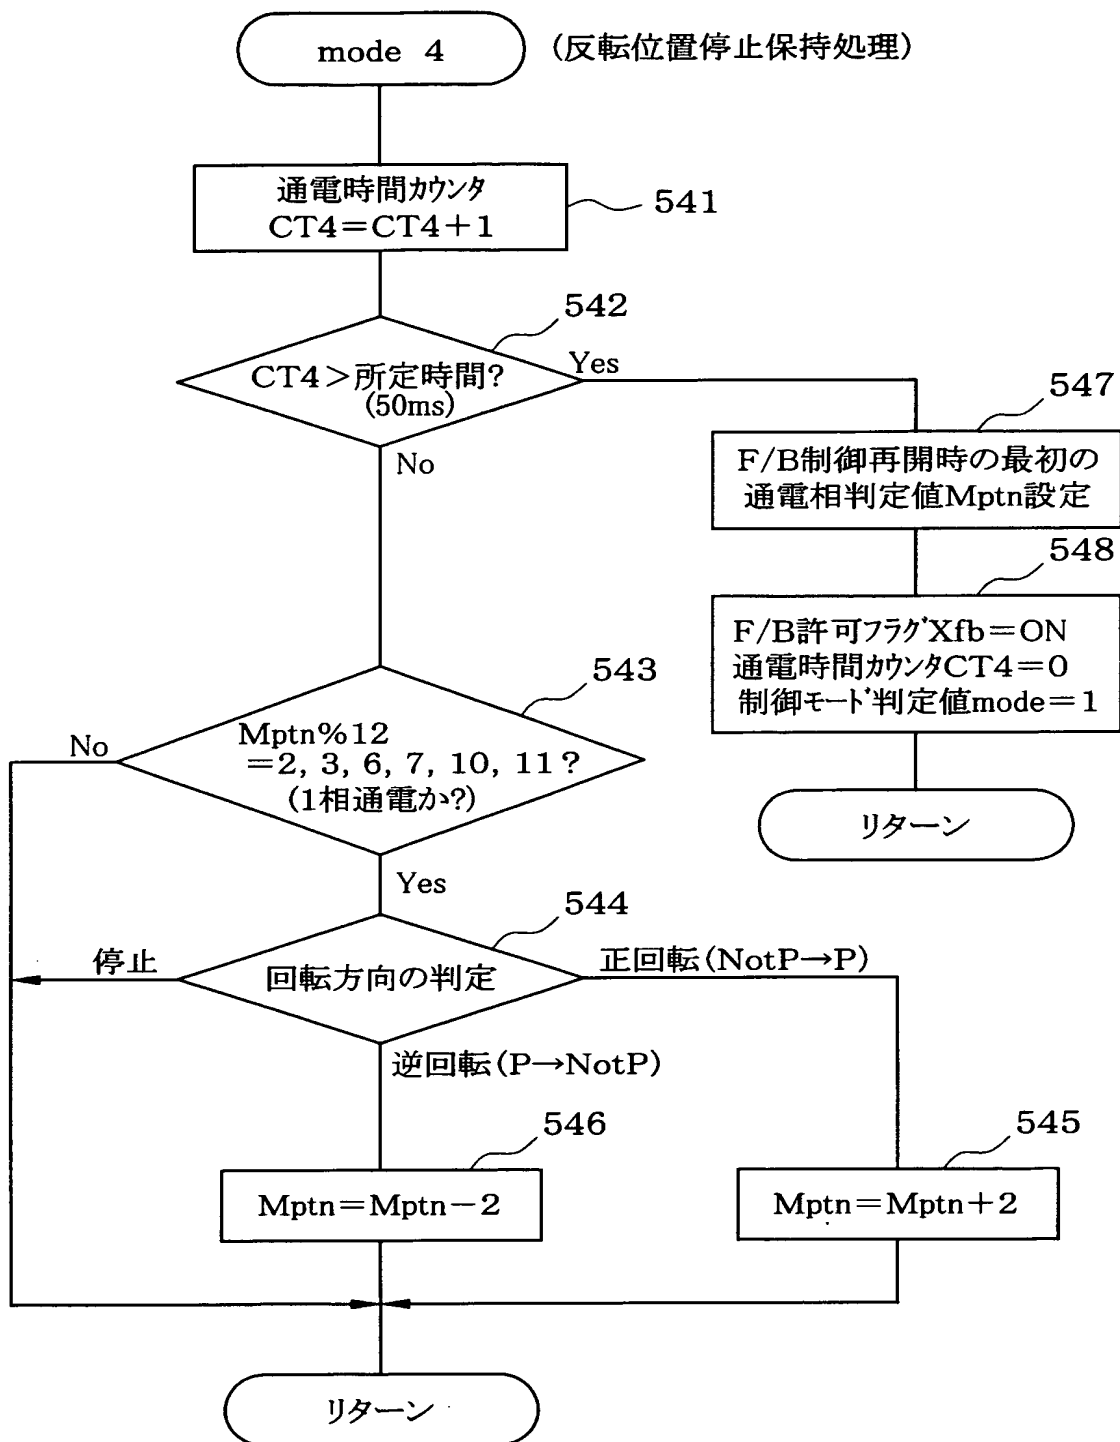 mode 4
(反転位置停止保持処理)
通電時間カウンタ
CT4=CT4+1
541
542
CT4>所定時間?
(50ms)
Yes
No
547
F/B制御再開時の最初の
通電相判定値Mptn設定
548
F/B許可フラグXfb=ON
通電時間カウンタCT4=0
制御モード判定値mode=1
リターン
543
Mptn%12
=2, 3, 6, 7, 10, 11?
(1相通電か?)
No
Yes
544
回転方向の判定
停止
正回転(NotP→P)
逆回転(P→NotP)
546
Mptn=Mptn-2
545
Mptn=Mptn+2
リターン